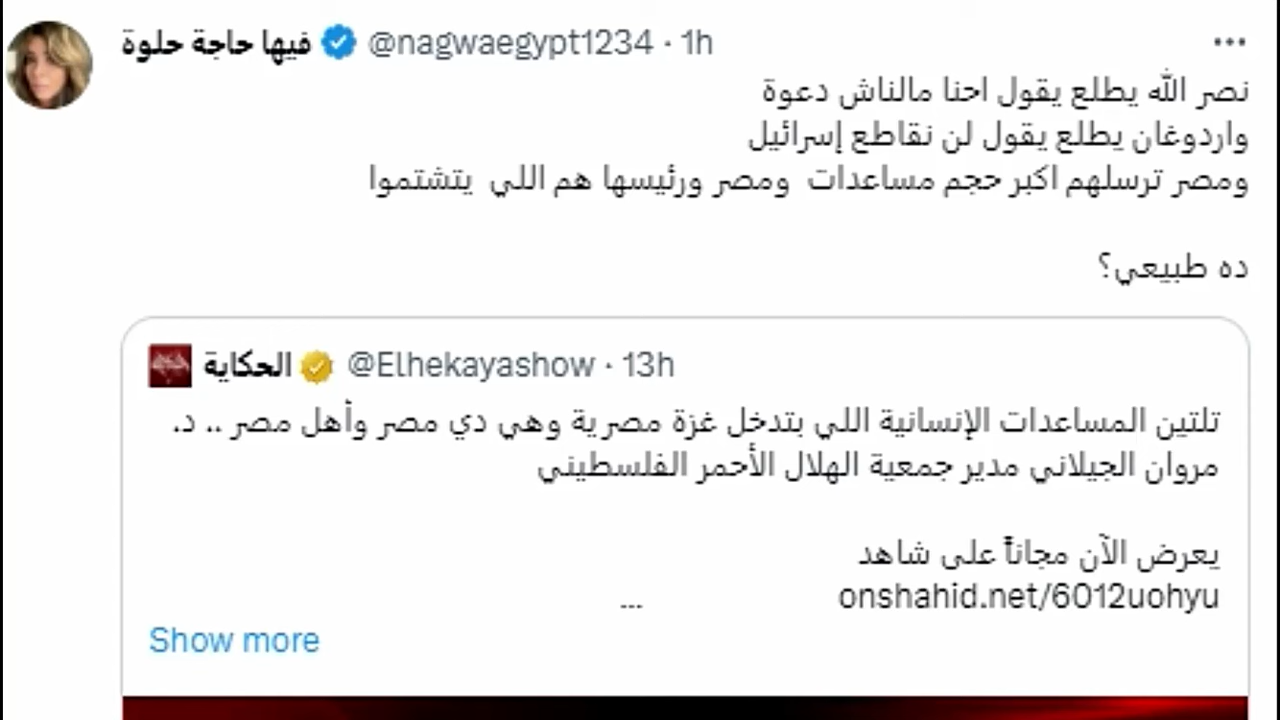 فيها حاجة حلوة @nagwaegypt1234 · 1h
نصر الله يطلع يقول احنا مالناش دعوة
واردوغان يطلع يقول لن نقاطع إسرائيل
ومصر ترسلهم اكبر حجم مساعدات ومصر ورئيسها هم اللي يتشتموا
ده طبيعي؟
الحكاية @Elhekayashow · 13h
تلتين المساعدات الإنسانية اللي بتدخل غزة مصرية وهي دي مصر وأهل مصر .. د.
مروان الجيلاني مدير جمعية الهلال الأحمر الفلسطيني
يعرض الآن مجاناً على شاهد
onshahid.net/6012uohyu ...
Show more